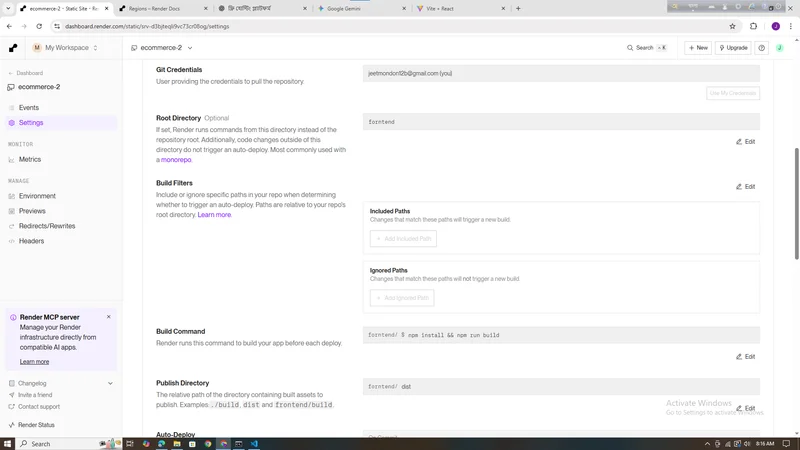 ecommerce-2 - Static Site - Ren
Regions – Render Docs
ফ্রি হোস্টিং প্ল্যাটফর্ম
Google Gemini
Vite + React
dashboard.render.com/static/srv-d3bjteqli9vc73cr08og/settings
My Workspace
ecommerce-2
Search
K
+ New
Upgrade
Dashboard
ecommerce-2
Events
Settings
MONITOR
Metrics
MANAGE
Environment
Previews
Redirects/Rewrites
Headers
Render MCP server
Manage your Render
infrastructure directly from
compatible AI apps.
Learn more
Changelog
Invite a friend
Contact support
Render Status
Git Credentials
User providing the credentials to pull the repository.
jeetmondon12b@gmail.com (you)
Use My Credentials
Root Directory Optional
If set, Render runs commands from this directory instead of the
repository root. Additionally, code changes outside of this
directory do not trigger an auto-deploy. Most commonly used with
a monorepo.
forntend
Edit
Build Filters
Include or ignore specific paths in your repo when determining
whether to trigger an auto-deploy. Paths are relative to your repo's
root directory. Learn more.
Edit
Included Paths
Changes that match these paths will trigger a new build.
+ Add Included Path
Ignored Paths
Changes that match these paths will not trigger a new build.
+ Add Ignored Path
Build Command
Render runs this command to build your app before each deploy.
forntend/ $ npm install && npm run build
Edit
Publish Directory
The relative path of the directory containing built assets to
publish. Examples: ./build, dist and frontend/build.
forntend/ dist
Edit
Auto-Deploy
On Commit
Activate Windows
Go to Settings to activate Windows.
Search
8:16 AM